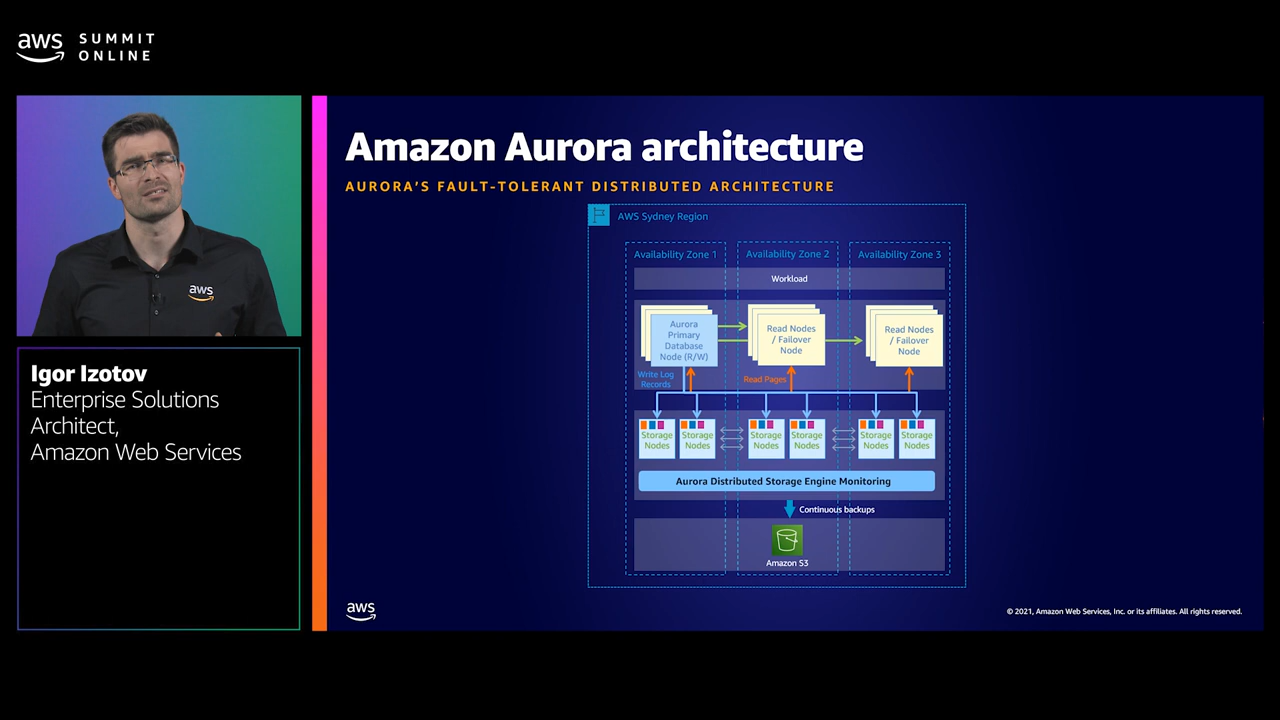 aws SUMMIT
ONLINE
aws
Igor Izotov
Enterprise Solutions
Architect,
Amazon Web Services
Amazon Aurora architecture
AURORA'S FAULT-TOLERANT DISTRIBUTED ARCHITECTURE
AWS Sydney Region
Availability Zone 1
Availability Zone 2
Availability Zone 3
Workload
Aurora
Primary
Database
Node (R/W)
Read Nodes
/ Failover
Node
Read Nodes
/ Failover
Node
Write Log
Records
Read Pages
Storage
Nodes
Storage
Nodes
Storage
Nodes
Storage
Nodes
Storage
Nodes
Storage
Nodes
Aurora Distributed Storage Engine Monitoring
Continuous backups
Amazon S3
aws
© 2021, Amazon Web Services, Inc. or its affiliates. All rights reserved.